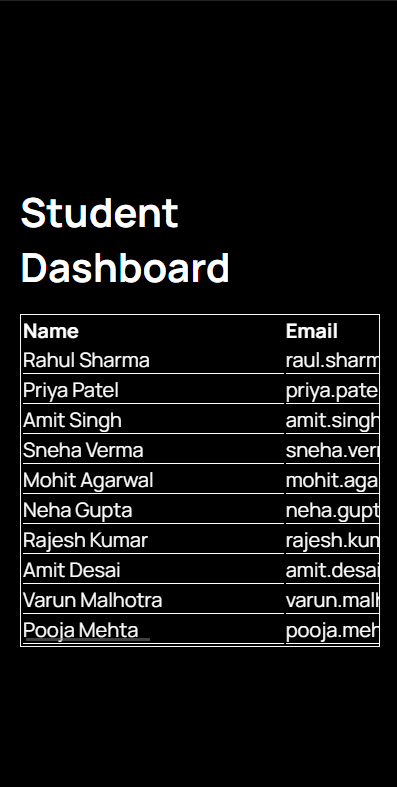 Student
Dashboard
Name Email
Rahul Sharma raul.sharm
Priya Patel priya.pate
Amit Singh amit.singh
Sneha Verma sneha.ver
Mohit Agarwal mohit.aga
Neha Gupta neha.gupt
Rajesh Kumar rajesh.kum
Amit Desai amit.desai
Varun Malhotra varun.malh
Pooja Mehta pooja.meh